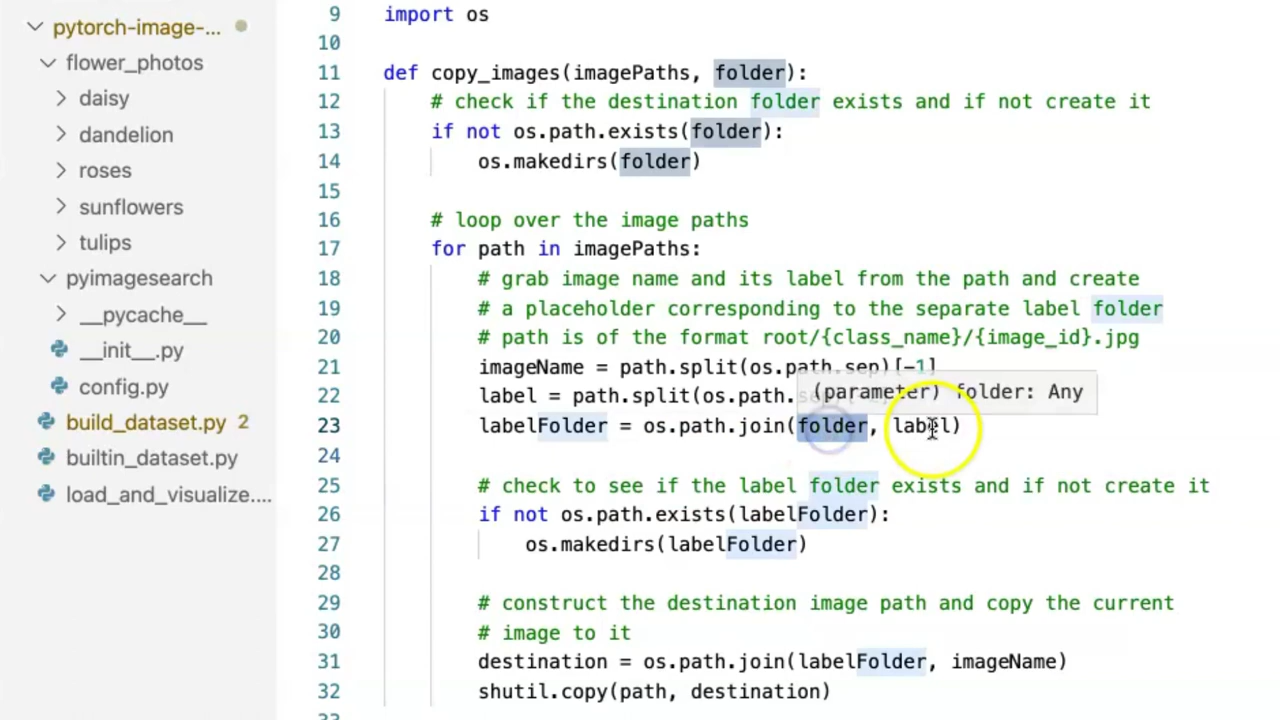 pytorch-image-...
flower_photos
daisy
dandelion
roses
sunflowers
tulips
pyimagesearch
__pycache__
__init__.py
config.py
build_dataset.py 2
builtin_dataset.py
load_and_visualize....
9 import os
10
11 def copy_images(imagePaths, folder):
12 # check if the destination folder exists and if not create it
13 if not os.path.exists(folder):
14 os.makedirs(folder)
15
16 # loop over the image paths
17 for path in imagePaths:
18 # grab image name and its label from the path and create
19 # a placeholder corresponding to the separate label folder
20 # path is of the format root/{class_name}/{image_id}.jpg
21 imageName = path.split(os.path.sep)[-1]
22 label = path.split(os.path.
(parameter) folder: Any
23 labelFolder = os.path.join(folder, label)
24
25 # check to see if the label folder exists and if not create it
26 if not os.path.exists(labelFolder):
27 os.makedirs(labelFolder)
28
29 # construct the destination image path and copy the current
30 # image to it
31 destination = os.path.join(labelFolder, imageName)
32 shutil.copy(path, destination)